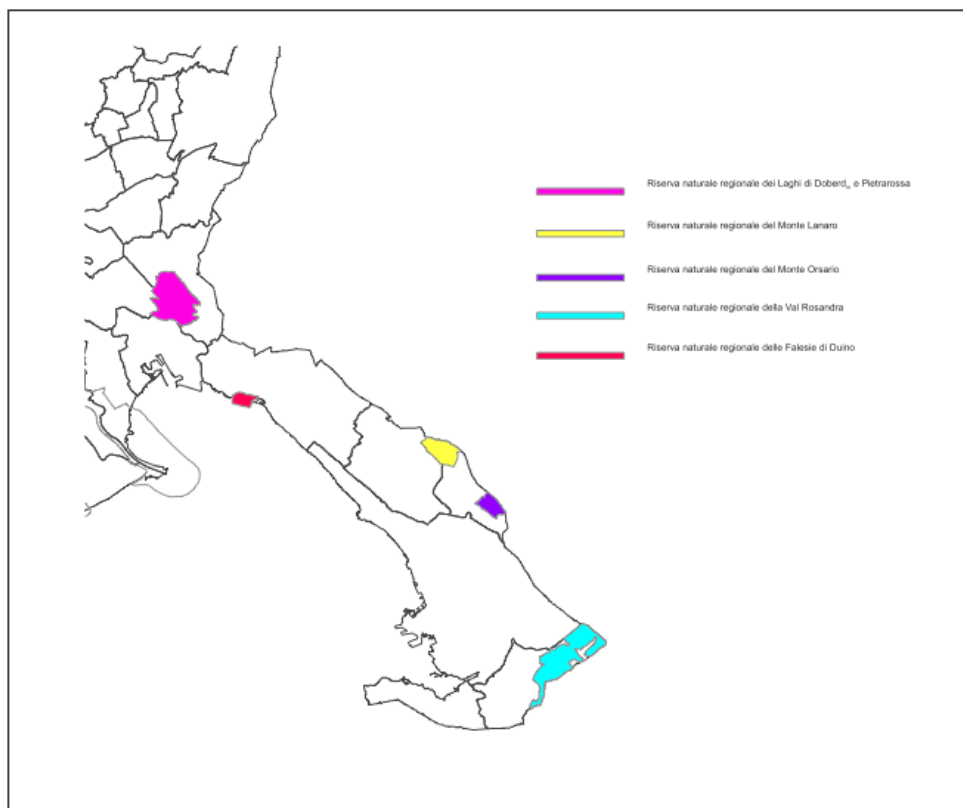 Riserva naturale regionale dei Laghi di Doberd e Pietrarossa
Riserva naturale regionale del Monte Lanaro
Riserva naturale regionale del Monte Orsario
Riserva naturale regionale della Val Rosandra
Riserva naturale regionale delle Falesie di Duino